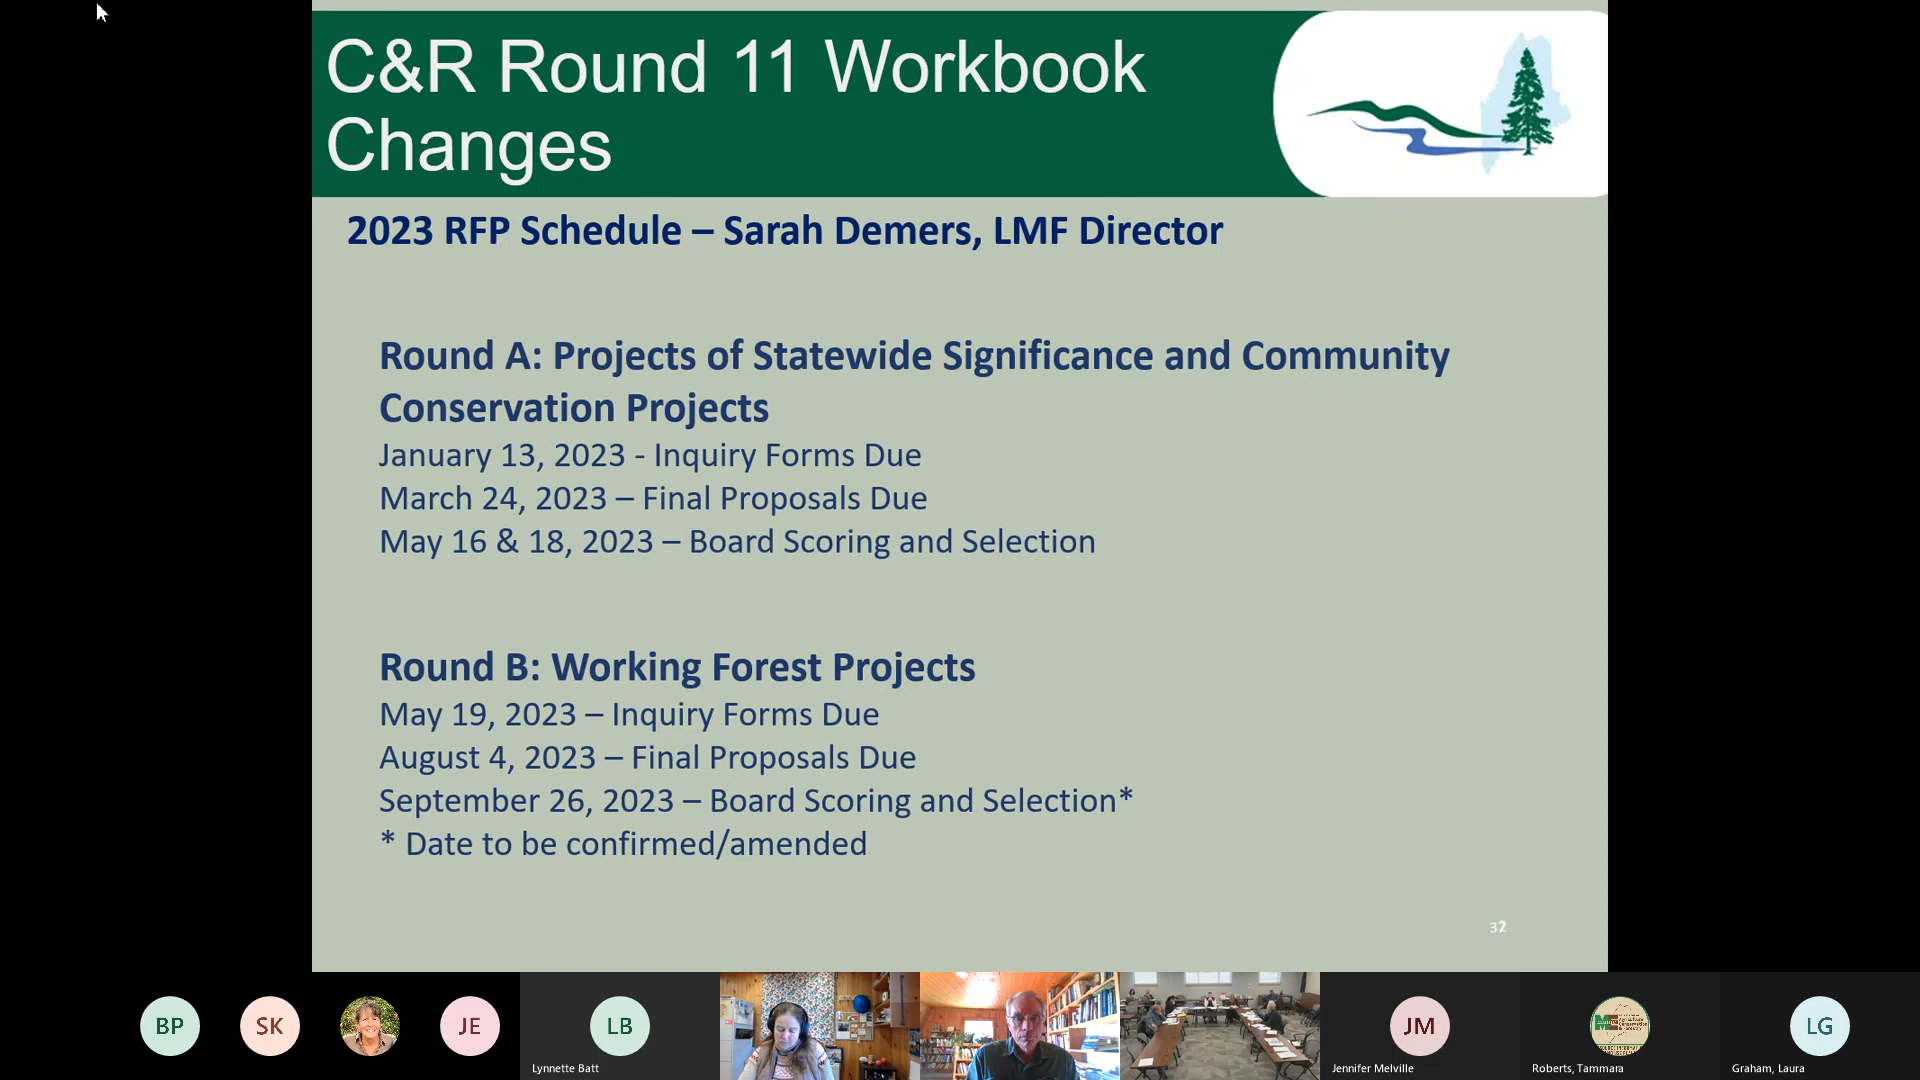 C&R Round 11 Workbook
Changes
2023 RFP Schedule – Sarah Demers, LMF Director
Round A: Projects of Statewide Significance and Community
Conservation Projects
January 13, 2023 - Inquiry Forms Due
March 24, 2023 – Final Proposals Due
May 16 & 18, 2023 – Board Scoring and Selection
Round B: Working Forest Projects
May 19, 2023 – Inquiry Forms Due
August 4, 2023 – Final Proposals Due
September 26, 2023 – Board Scoring and Selection*
* Date to be confirmed/amended
32
BP
SK
JE
LB
JM
LG
Lynnette Batt
Jennifer Melville
Roberts, Tammara
Graham, Laura